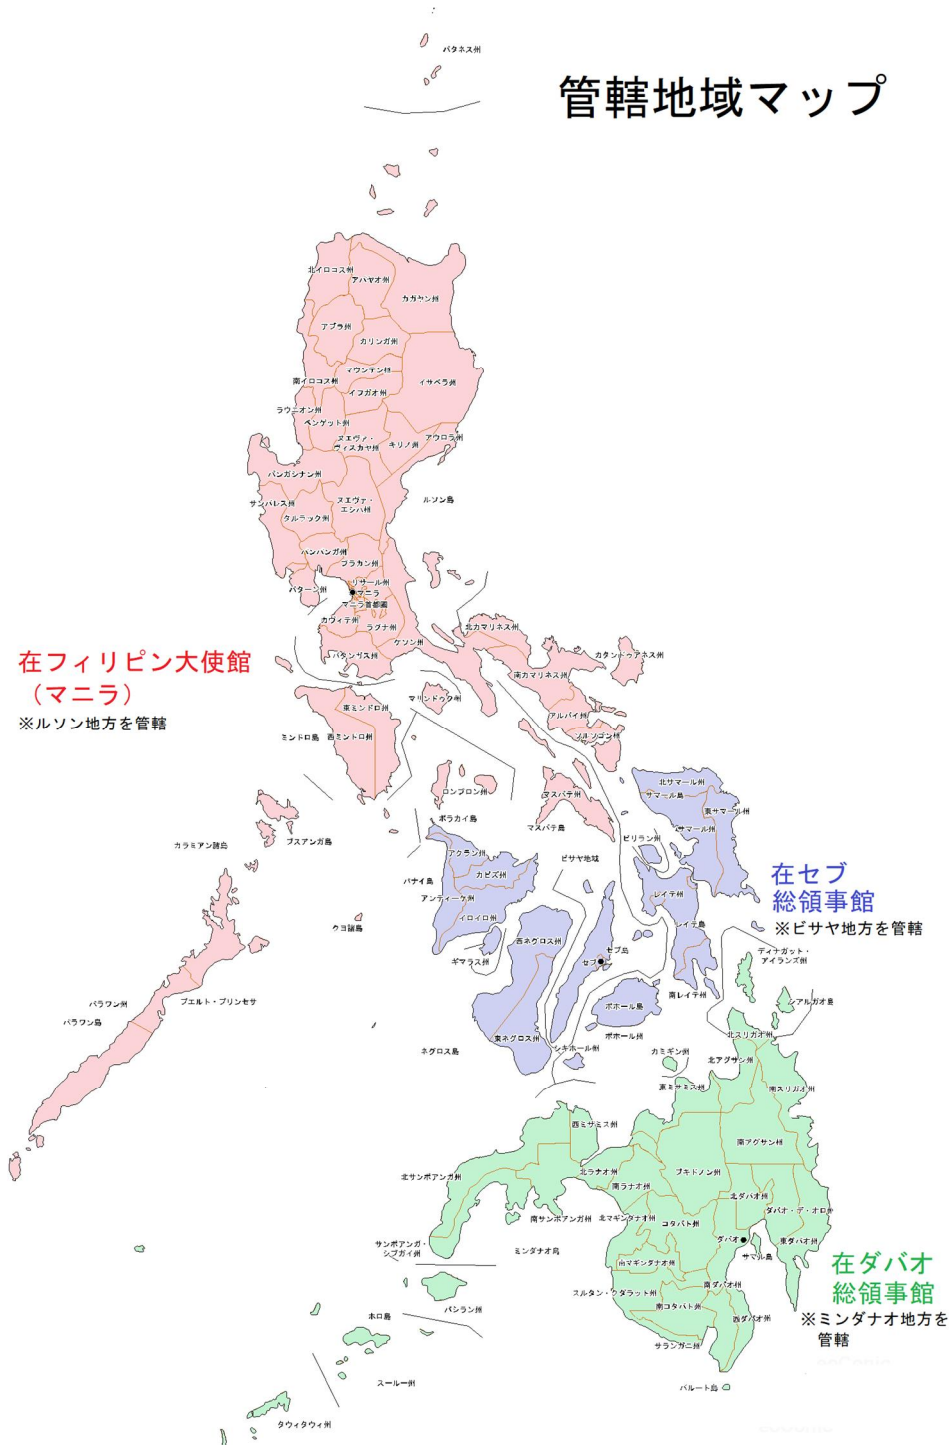 バタネス州
管轄地域マップ
北イロコス州
アパヤオ州
カガヤン州
アブラ州
カリンガ州
マウンテン州
南イロコス州
イフガオ州
イサベラ州
ラウニオン州
ベンゲット州
ヌエヴァ・
ヴィスカヤ州
キリノ州
アウロラ州
パンガシナン州
サンバレス州
タルラック州
ヌエヴァ・
エシハ州
ルソン島
パンパンガ州
ブラカン州
バターン州
リサール州
マニラ
マニラ首都圏
カヴィテ州
ラグナ州
ケソン州
バタンガス州
北カマリネス州
カタンドゥアネス州
南カマリネス州
アルバイ州
ソルソゴン州
在フィリピン大使館
(マニラ)
※ルソン地方を管轄
マリンドゥク州
東ミンドロ州
ミンドロ島
西ミンドロ州
ロンブロン州
マスバテ州
マスバテ島
ボラカイ島
カラミアン諸島
ブスアンガ島
北サマール州
サマール島
東サマール州
サマール州
ビリラン州
ビサヤ地域
アクラン州
カピズ州
パナイ島
アンティーケ州
イロイロ州
レイテ州
レイテ島
在セブ
総領事館
※ビサヤ地方を管轄
クヨ諸島
ギマラス州
西ネグロス州
セブ島
セブ
ディナガット・
アイランズ州
パラワン州
プエルト・プリンセサ
パラワン島
ボホール島
ボホール州
南レイテ州
シアルガオ島
ネグロス島
東ネグロス州
シキホール州
カミギン州
北スリガオ州
北アグサン州
東ミサミス州
南スリガオ州
西ミサミス州
南アグサン州
北サンボアンガ州
北ラナオ州
南ラナオ州
ブキドノン州
北ダバオ州
ダバオ・デ・オロ州
南サンボアンガ州
北マギンダナオ州
コタバト州
サンボアンガ・
シブガイ州
ミンダナオ島
ダバオ
サマル島
東ダバオ州
南マギンダナオ州
スルタン・クダラット州
南ダバオ州
南コタバト州
西ダバオ州
サランガニ州
在ダバオ
総領事館
※ミンダナオ地方を
管轄
バシラン州
ホロ島
スールー州
バルート島
タウィタウィ州